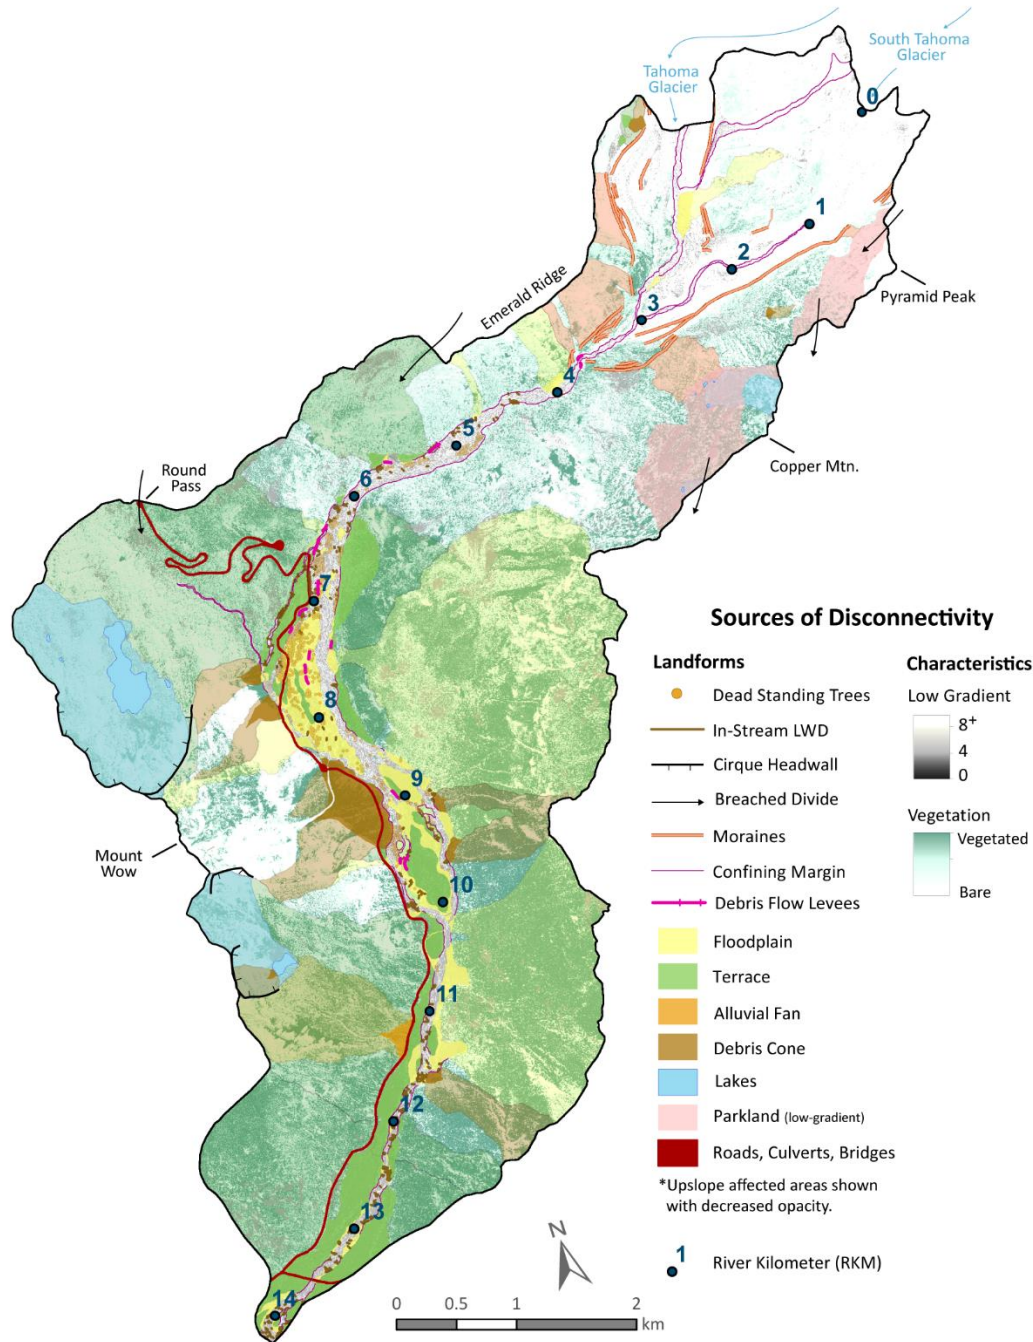 South Tahoma
Glacier
Tahoma
Glacier
0
1
2
Pyramid Peak
3
Emerald Ridge
4
5
Copper Mtn.
Round
Pass
6
7
8
9
Mount
Wow
10
11
12
13
14
Sources of Disconnectivity
Landforms
Dead Standing Trees
In-Stream LWD
Cirque Headwall
Breached Divide
Moraines
Confining Margin
Debris Flow Levees
Floodplain
Terrace
Alluvial Fan
Debris Cone
Lakes
Parkland (low-gradient)
Roads, Culverts, Bridges
*Upslope affected areas shown
with decreased opacity.
1
River Kilometer (RKM)
Characteristics
Low Gradient
8+
4
0
Vegetation
Vegetated
Bare
N
0 0.5 1 2
km